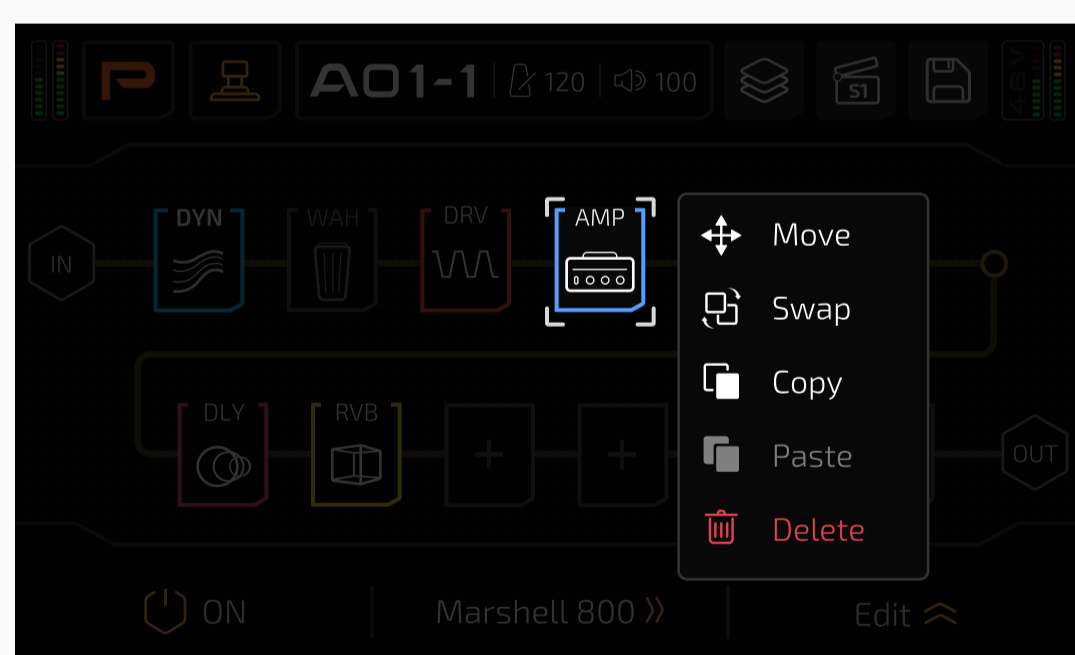 A01-1 120 100 S1 48V
IN DYN WAH DRV AMP
Move
Swap
Copy
DLY RVB
Paste
OUT
Delete
ON Marshell 800 Edit